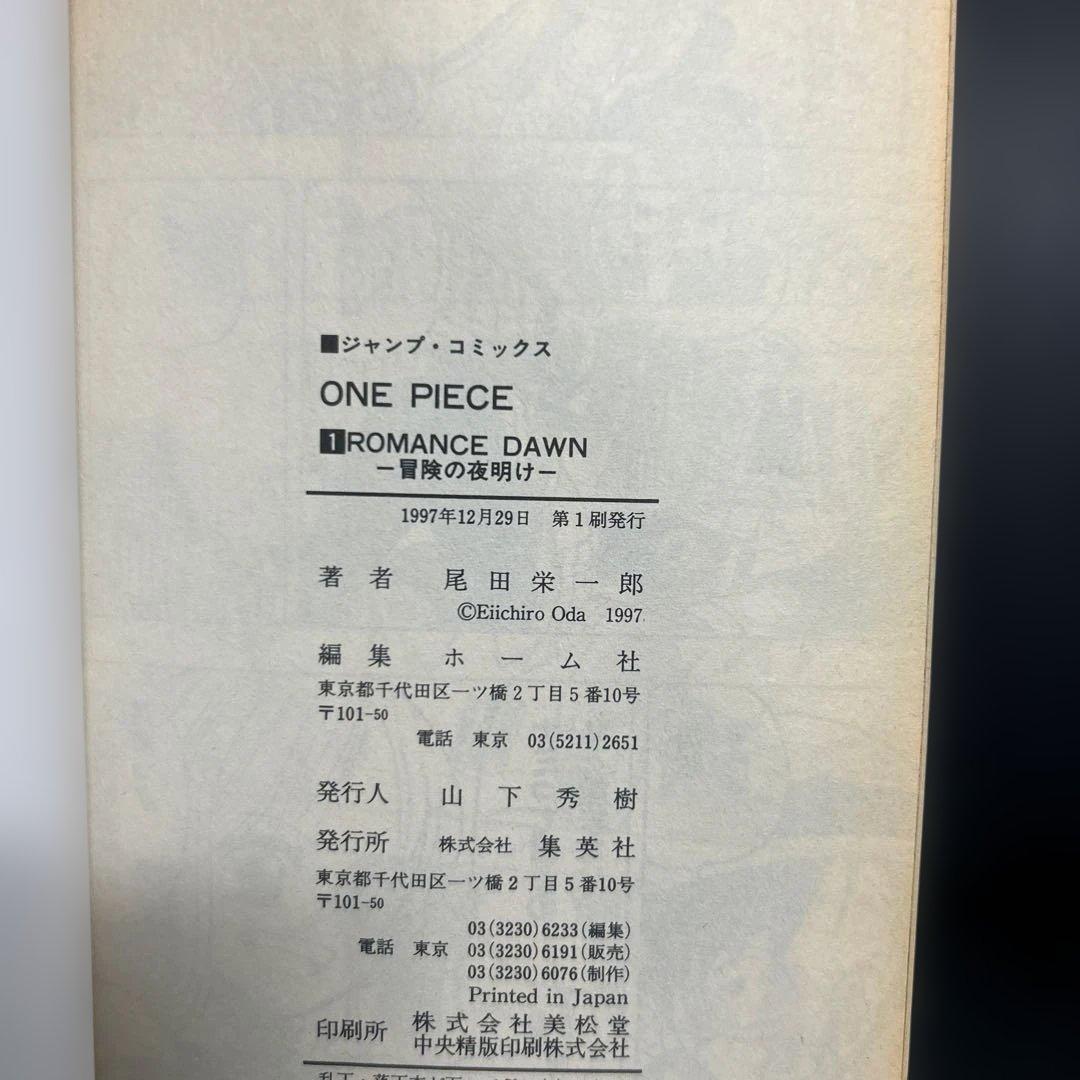 ■ジャンプ・コミックス
ONE PIECE
1 ROMANCE DAWN
ー冒険の夜明けー
1997年12月29日 第1刷発行
著者 尾田栄一郎
©Eiichiro Oda 1997
編集 ホーム社
東京都千代田区一ツ橋2丁目5番10号
〒101-50
電話 東京 03(5211)2651
発行人 山下秀樹
発行所 株式会社 集英社
東京都千代田区一ツ橋2丁目5番10号
〒101-50
03(3230)6233(編集)
電話 東京 03(3230)6191(販売)
03(3230)6076(制作)
Printed in Japan
印刷所 株式会社美松堂
中央精版印刷株式会社